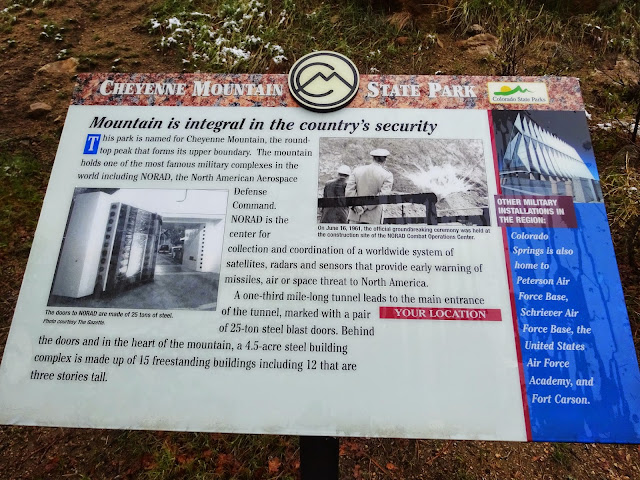 CHEYENNE MOUNTAIN STATE PARK
CM
Colorado State Parks
Mountain is integral in the country's security
This park is named for Cheyenne Mountain, the round-
top peak that forms its upper boundary. The mountain
holds one of the most famous military complexes in the
world including NORAD, the North American Aerospace
Defense
Command.
NORAD is the
center for
collection and coordination of a worldwide system of
satellites, radars and sensors that provide early warning of
missiles, air or space threat to North America.
A one-third mile-long tunnel leads to the main entrance
of the tunnel, marked with a pair
of 25-ton steel blast doors. Behind
the doors and in the heart of the mountain, a 4.5-acre steel building
complex is made up of 15 freestanding buildings including 12 that are
three stories tall.
The doors to NORAD are made of 25 tons of steel.
Photo courtesy The Gazette.
On June 16, 1961, the official groundbreaking ceremony was held at
the construction site of the NORAD Combat Operations Center.
YOUR LOCATION
OTHER MILITARY
INSTALLATIONS IN
THE REGION:
Colorado
Springs is also
home to
Peterson Air
Force Base,
Schriever Air
Force Base, the
United States
Air Force
Academy, and
Fort Carson.